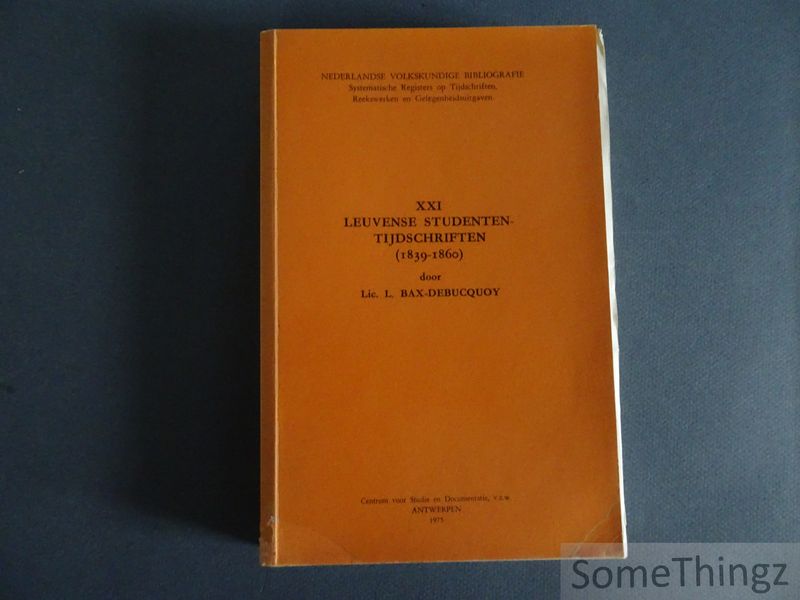 NEDERLANDSE VOLKSKUNDIGE BIBLIOGRAFIE
Systematische Registers op Tijdschriften,
Reekswerken en Gelegenheidsuitgaven.
XXI
LEUVENSE STUDENTEN-
TIJDSCHRIFTEN
(1839-1860)
door
Lic. L. BAX-DEBUCQUOY
Centrum voor Studie en Documentatie, v.z.w.
ANTWERPEN
1975
SomeThingz